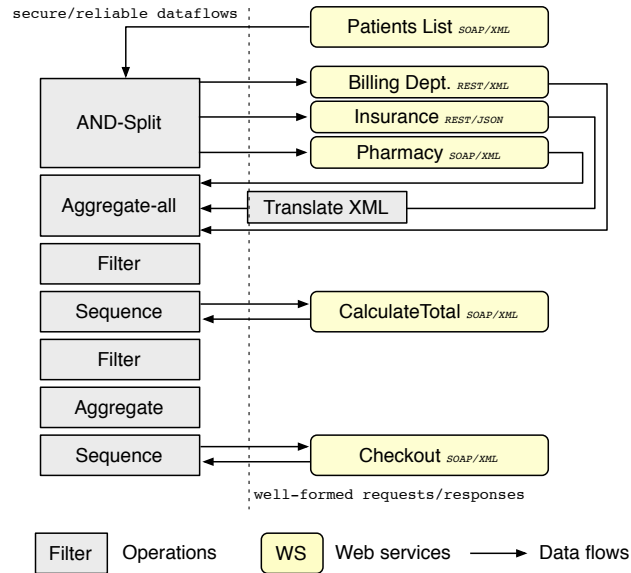 secure/reliable dataflows
Patients List SOAP/XML
Billing Dept. REST/XML
AND-Split
Insurance REST/JSON
Pharmacy SOAP/XML
Aggregate-all
Translate XML
Filter
Sequence
CalculateTotal SOAP/XML
Filter
Aggregate
Sequence
Checkout SOAP/XML
well-formed requests/responses
Filter Operations WS Web services Data flows